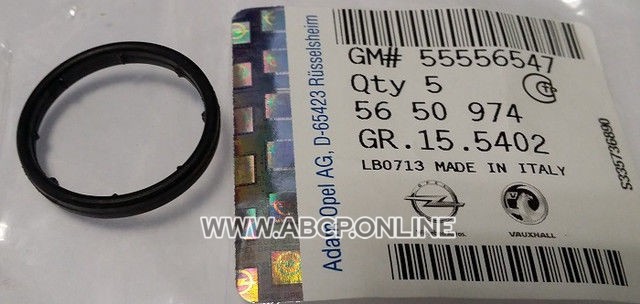 GM# 55556547
Qty 5
56 50 974
GR.15.5402
LB0713 MADE IN ITALY
VAUXHALL
Adam Opel AG, D-65423 Rüsselsheim
5335736890
WWW.ABCP.ONLINE